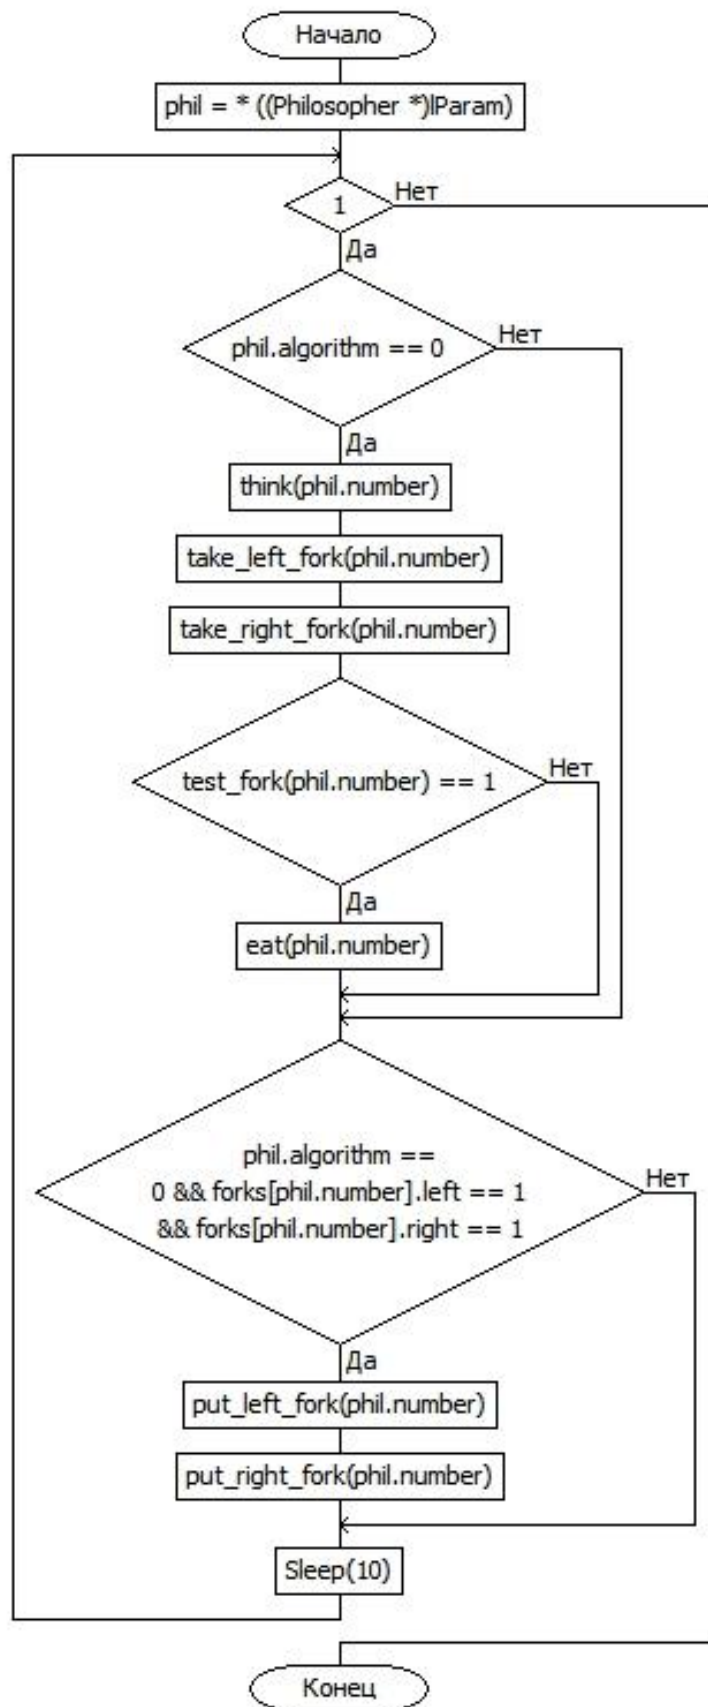 Начало
phil = * ((Philosopher *)lParam)
Нет
1
Да
Нет
phil.algorithm == 0
Да
think(phil.number)
take_left_fork(phil.number)
take_right_fork(phil.number)
Нет
test_fork(phil.number) == 1
Да
eat(phil.number)
phil.algorithm ==
Нет
0 && forks[phil.number].left == 1
&& forks[phil.number].right == 1
Да
put_left_fork(phil.number)
put_right_fork(phil.number)
Sleep(10)
Конец